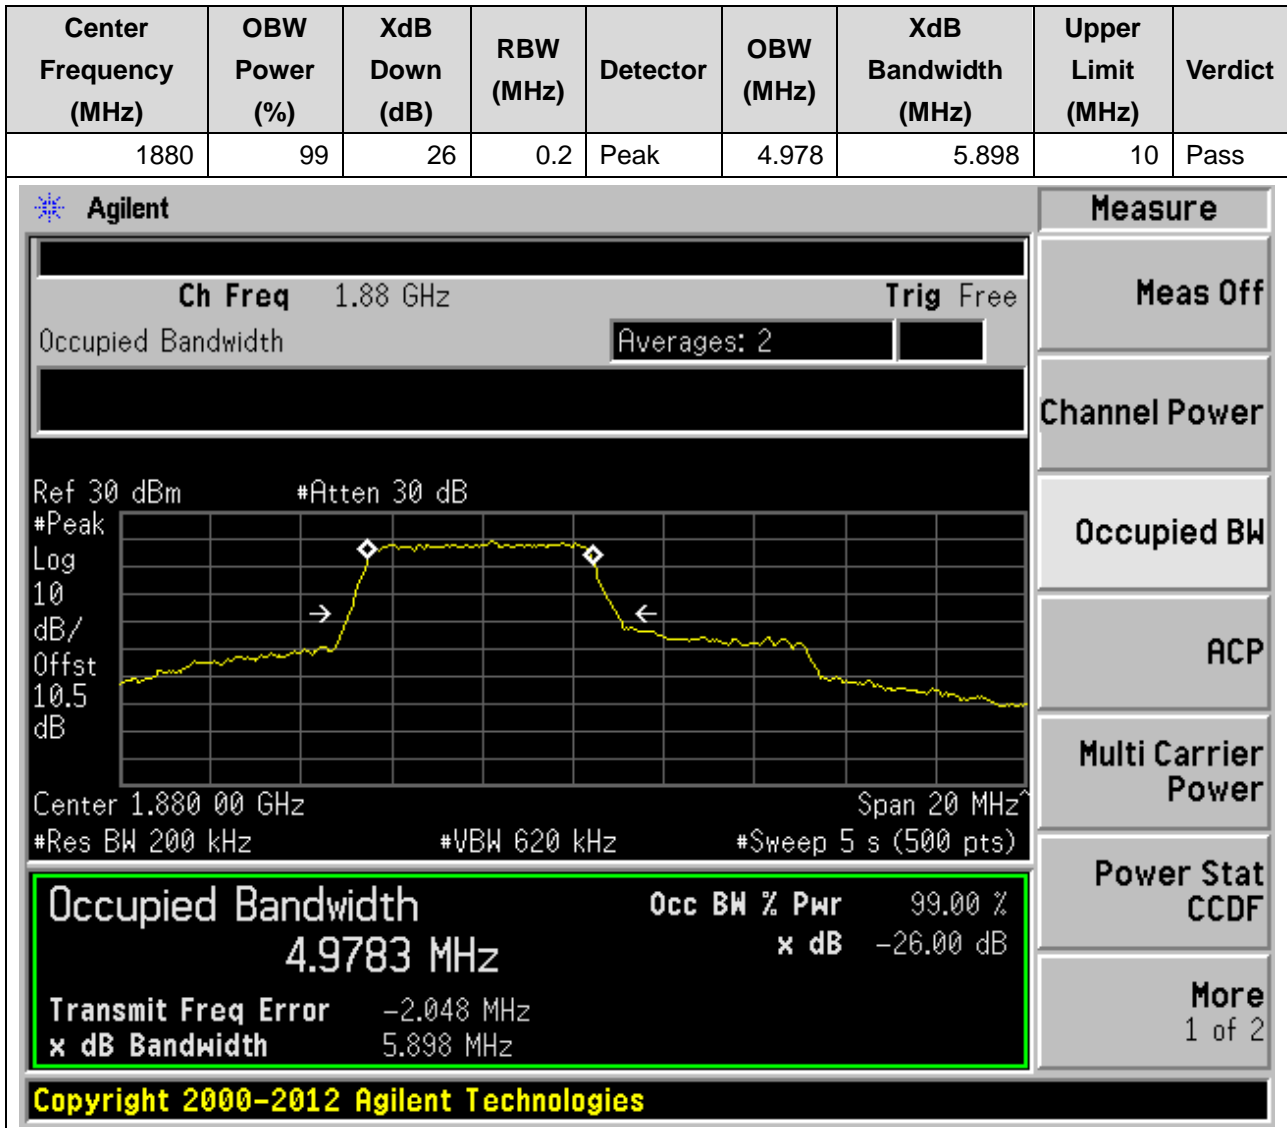 Center Frequency (MHz) OBW Power (%) XdB Down (dB) RBW (MHz) Detector OBW (MHz) XdB Bandwidth (MHz) Upper Limit (MHz) Verdict
1880 99 26 0.2 Peak 4.978 5.898 10 Pass
Agilent
Measure
Ch Freq 1.88 GHz Trig Free
Meas Off
Occupied Bandwidth Averages: 2
Channel Power
Ref 30 dBm #Atten 30 dB
#Peak
Log
10
dB/
Offst
10.5
dB
Occupied BW
ACP
Multi Carrier
Power
Center 1.880 00 GHz Span 20 MHz^
#Res BW 200 kHz #VBW 620 kHz #Sweep 5 s (500 pts)
Power Stat
CCDF
Occupied Bandwidth Occ BW % Pwr 99.00 %
4.9783 MHz x dB -26.00 dB
Transmit Freq Error -2.048 MHz
x dB Bandwidth 5.898 MHz
More
1 of 2
Copyright 2000-2012 Agilent Technologies